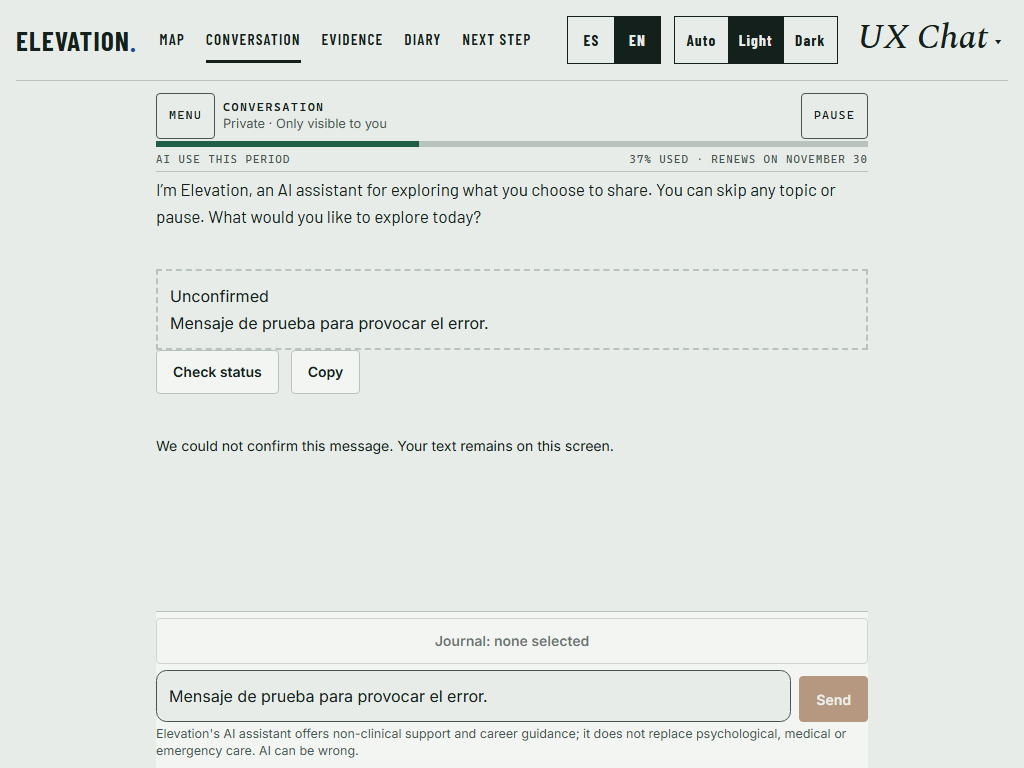 ELEVATION. MAP CONVERSATION EVIDENCE DIARY NEXT STEP ES EN Auto Light Dark UX Chat
MENU CONVERSATION PAUSE
Private · Only visible to you
AI USE THIS PERIOD 37% USED · RENEWS ON NOVEMBER 30
I’m Elevation, an AI assistant for exploring what you choose to share. You can skip any topic or
pause. What would you like to explore today?
Unconfirmed
Mensaje de prueba para provocar el error.
Check status Copy
We could not confirm this message. Your text remains on this screen.
Journal: none selected
Mensaje de prueba para provocar el error. Send
Elevation's AI assistant offers non-clinical support and career guidance; it does not replace psychological, medical or
emergency care. AI can be wrong.